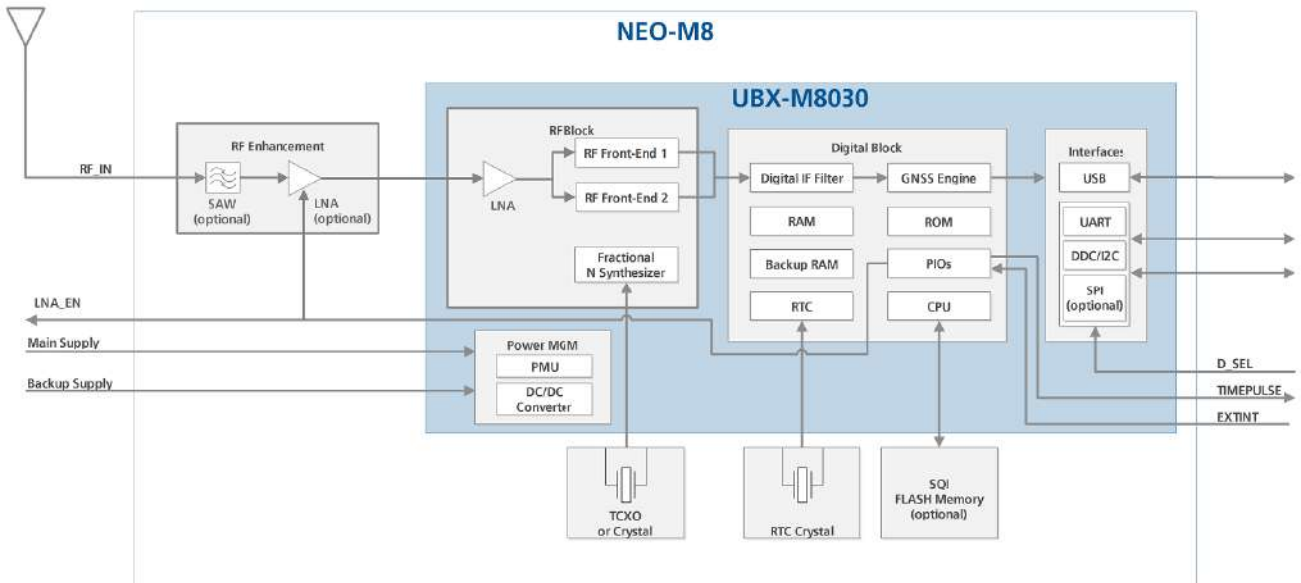 NEO-M8
UBX-M8030
RF Enhancement
RF_IN
SAW
(optional)
LNA
(optional)
RFBlock
RF Front-End 1
RF Front-End 2
LNA
Fractional
N Synthesizer
Digital Block
Digital IF Filter
GNSS Engine
RAM
ROM
Backup RAM
PIOs
RTC
CPU
Interfaces
USB
UART
DDC/I2C
SPI
(optional)
LNA_EN
Main Supply
Backup Supply
Power MGM
PMU
DC/DC
Converter
D_SEL
TIMEPULSE
EXTINT
TCXO
or Crystal
RTC Crystal
SQI
FLASH Memory
(optional)